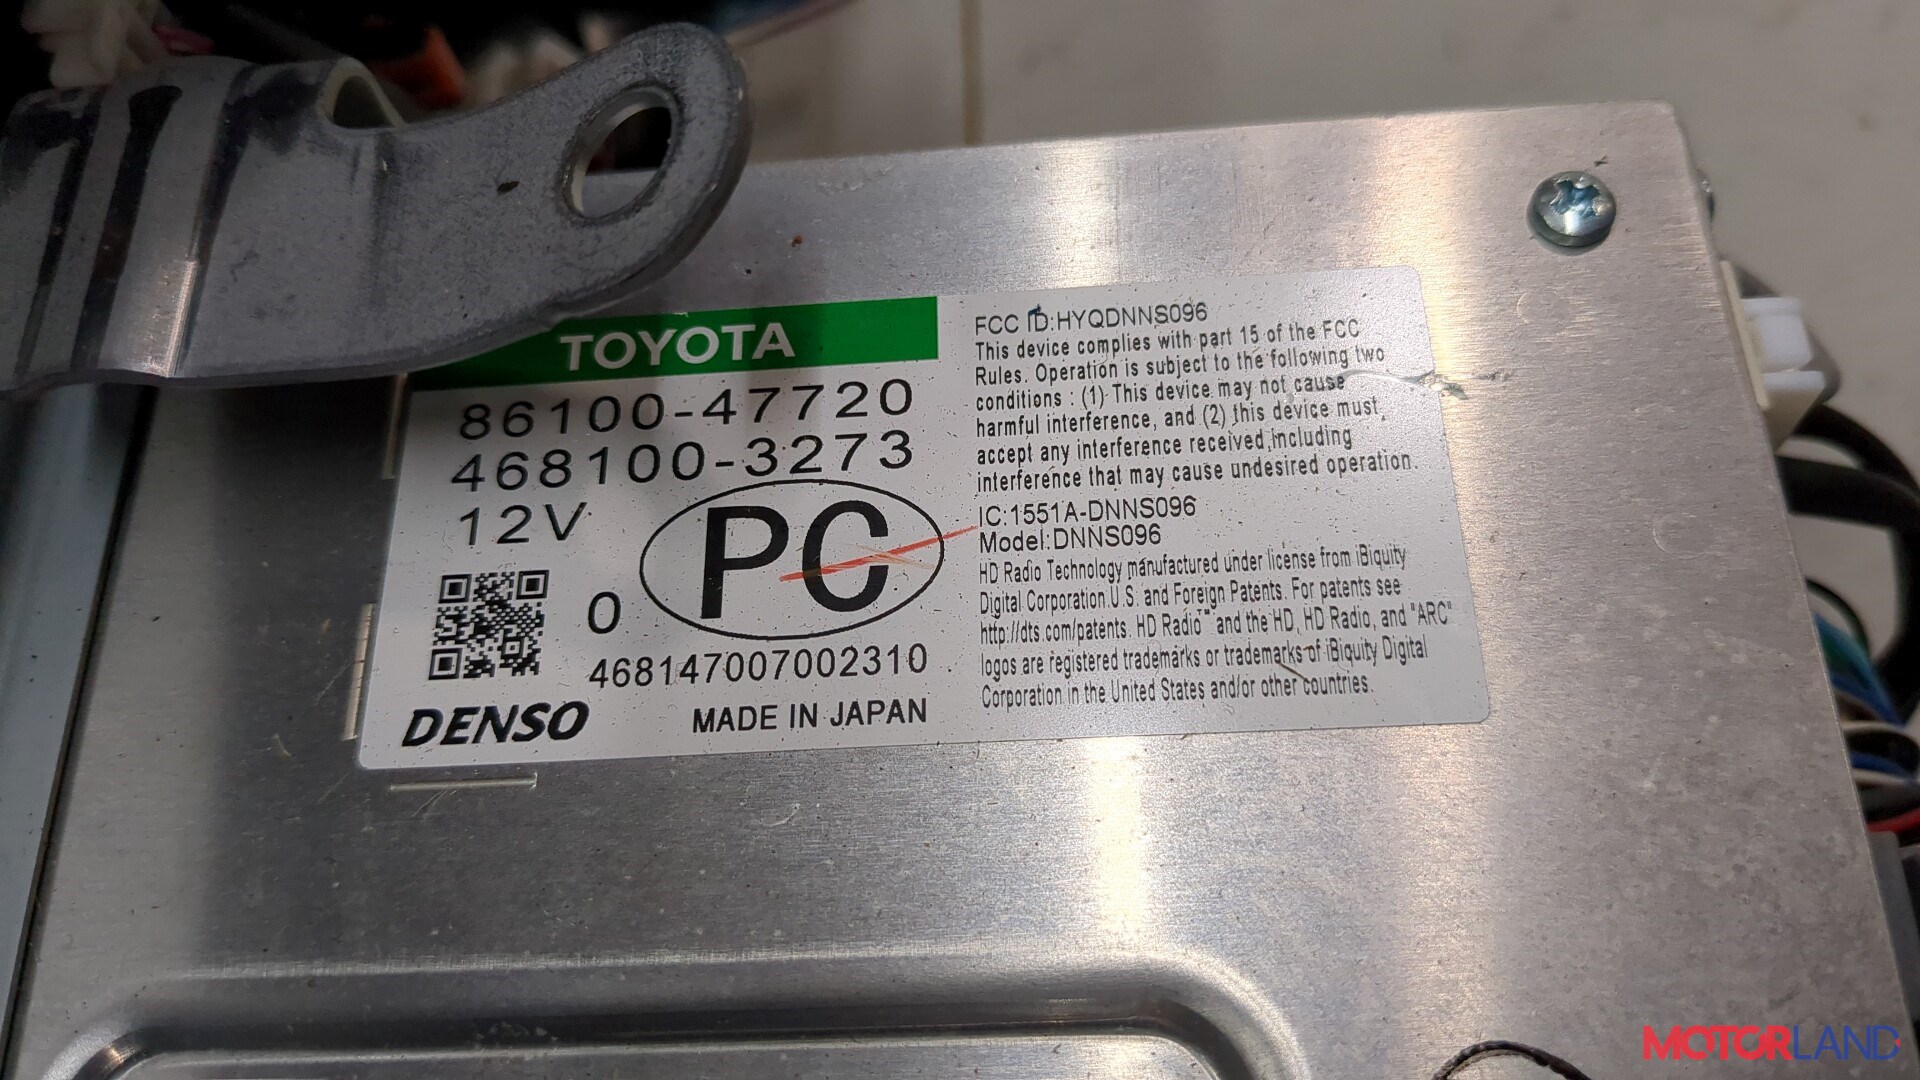 TOYOTA
86100-47720
468100-3273
12V
PC
0
468147007002310
DENSO
MADE IN JAPAN
FCC ID:HYQDNNS096
This device complies with part 15 of the FCC
Rules. Operation is subject to the following two
conditions : (1) This device may not cause
harmful interference, and (2) this device must
accept any interference received,including
interference that may cause undesired operation.
IC:1551A-DNNS096
Model:DNNS096
HD Radio Technology manufactured under license from iBiquity
Digital Corporation.U.S. and Foreign Patents. For patents see
http://dts.com/patents. HD Radio™ and the HD, HD Radio, and "ARC"
logos are registered trademarks or trademarks of iBiquity Digital
Corporation in the United States and/or other countries.
MOTORLAND